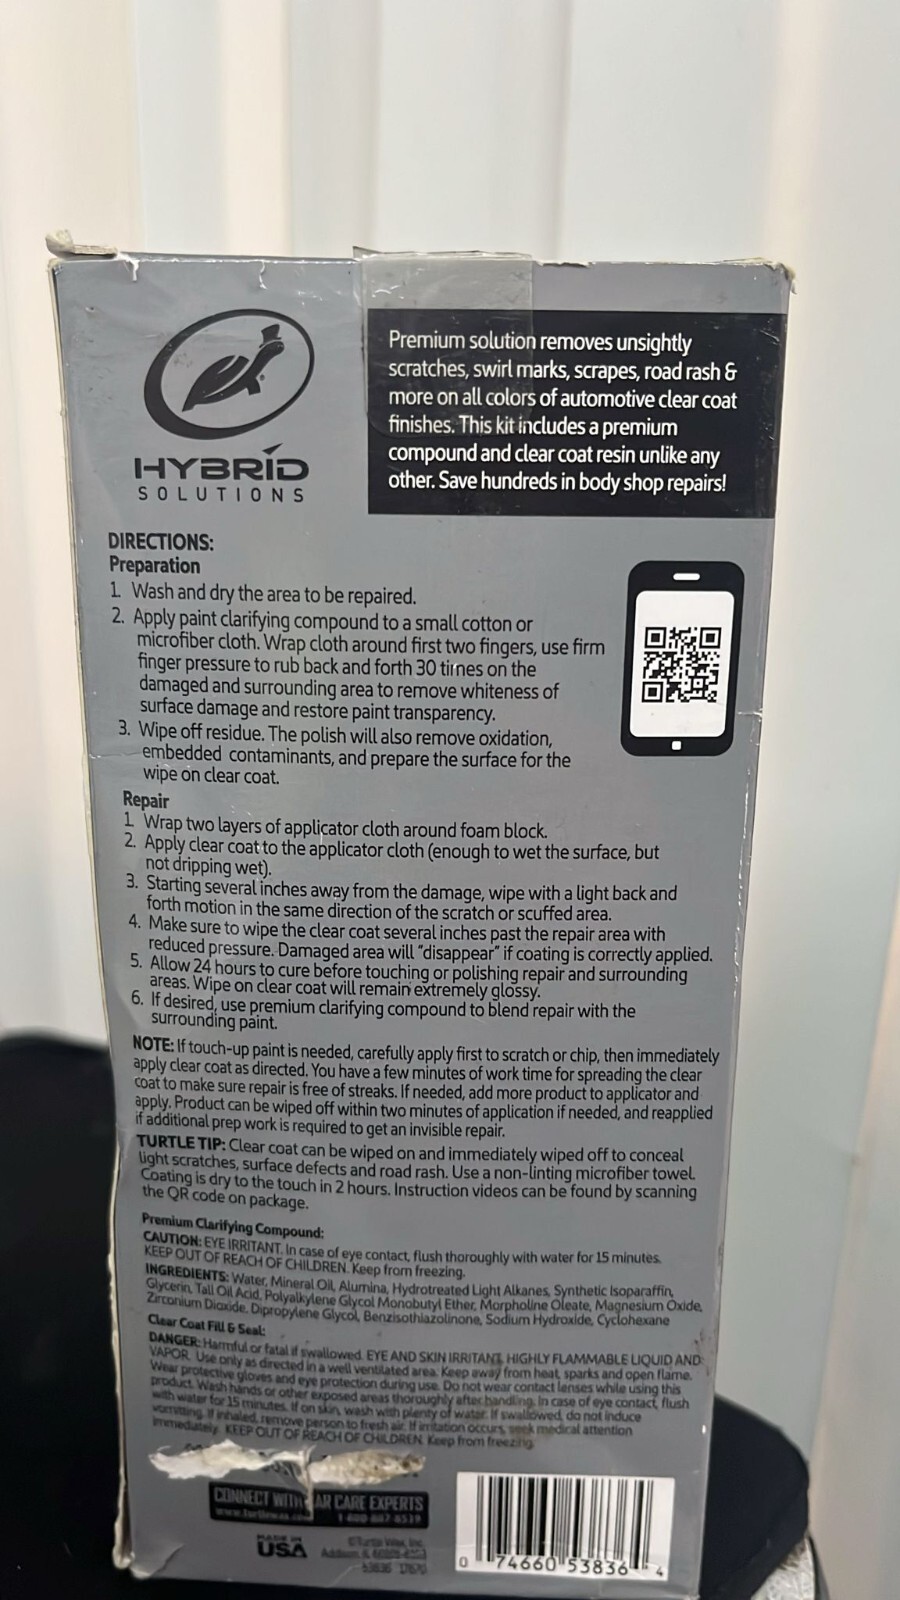 HYBRID
SOLUTIONS
Premium solution removes unsightly
scratches, swirl marks, scrapes, road rash &
more on all colors of automotive clear coat
finishes. This kit includes a premium
compound and clear coat resin unlike any
other. Save hundreds in body shop repairs!
DIRECTIONS:
Preparation
1. Wash and dry the area to be repaired.
2. Apply paint clarifying compound to a small cotton or
microfiber cloth. Wrap cloth around first two fingers, use firm
finger pressure to rub back and forth 30 times on the
damaged and surrounding area to remove whiteness of
surface damage and restore paint transparency.
3. Wipe off residue. The polish will also remove oxidation,
embedded contaminants, and prepare the surface for the
wipe on clear coat.
Repair
1. Wrap two layers of applicator cloth around foam block.
2. Apply clear coat to the applicator cloth (enough to wet the surface, but
not dripping wet).
3. Starting several inches away from the damage, wipe with a light back and
forth motion in the same direction of the scratch or scuffed area.
4. Make sure to wipe the clear coat several inches past the repair area with
reduced pressure. Damaged area will "disappear" if coating is correctly applied.
5. Allow 24 hours to cure before touching or polishing repair and surrounding
areas. Wipe on clear coat will remain extremely glossy.
6. If desired, use premium clarifying compound to blend repair with the
surrounding paint.
NOTE: If touch-up paint is needed, carefully apply first to scratch or chip, then immediately
apply clear coat as directed. You have a few minutes of work time for spreading the clear
coat to make sure repair is free of streaks. If needed, add more product to applicator and
apply. Product can be wiped off within two minutes of application if needed, and reapplied
if additional prep work is required to get an invisible repair.
TURTLE TIP: Clear coat can be wiped on and immediately wiped off to conceal
light scratches, surface defects and road rash. Use a non-linting microfiber towel.
Coating is dry to the touch in 2 hours. Instruction videos can be found by scanning
the QR code on package.
Premium Clarifying Compound:
CAUTION: EYE IRRITANT. In case of eye contact, flush thoroughly with water for 15 minutes.
KEEP OUT OF REACH OF CHILDREN. Keep from freezing.
INGREDIENTS: Water, Mineral Oil, Alumina, Hydrotreated Light Alkanes, Synthetic Isoparaffin,
Glycerin, Tall Oil Acid, Polyalkylene Glycol Monobutyl Ether, Morpholine Oleate, Magnesium Oxide,
Zirconium Dioxide, Dipropylene Glycol, Benzisothiazolinone, Sodium Hydroxide, Cyclohexane
Clear Coat Fill & Seal:
DANGER: Harmful or fatal if swallowed. EYE AND SKIN IRRITANT. HIGHLY FLAMMABLE LIQUID AND
VAPOR. Use only as directed in a well ventilated area. Keep away from heat, sparks and open flame.
Wear protective gloves and eye protection during use. Do not wear contact lenses while using this
product. Wash hands or other exposed areas thoroughly after handling. In case of eye contact, flush
with water for 15 minutes. If on skin, wash with plenty of water. If swallowed, do not induce
vomiting. If inhaled, remove person to fresh air. If irritation occurs, seek medical attention
immediately. KEEP OUT OF REACH OF CHILDREN. Keep from freezing.
CONNECT WITH AR CARE EXPERTS
www.turtlewax.co
MADE IN
USA
©Turtle Wax, Inc.
0 74660 53836 4